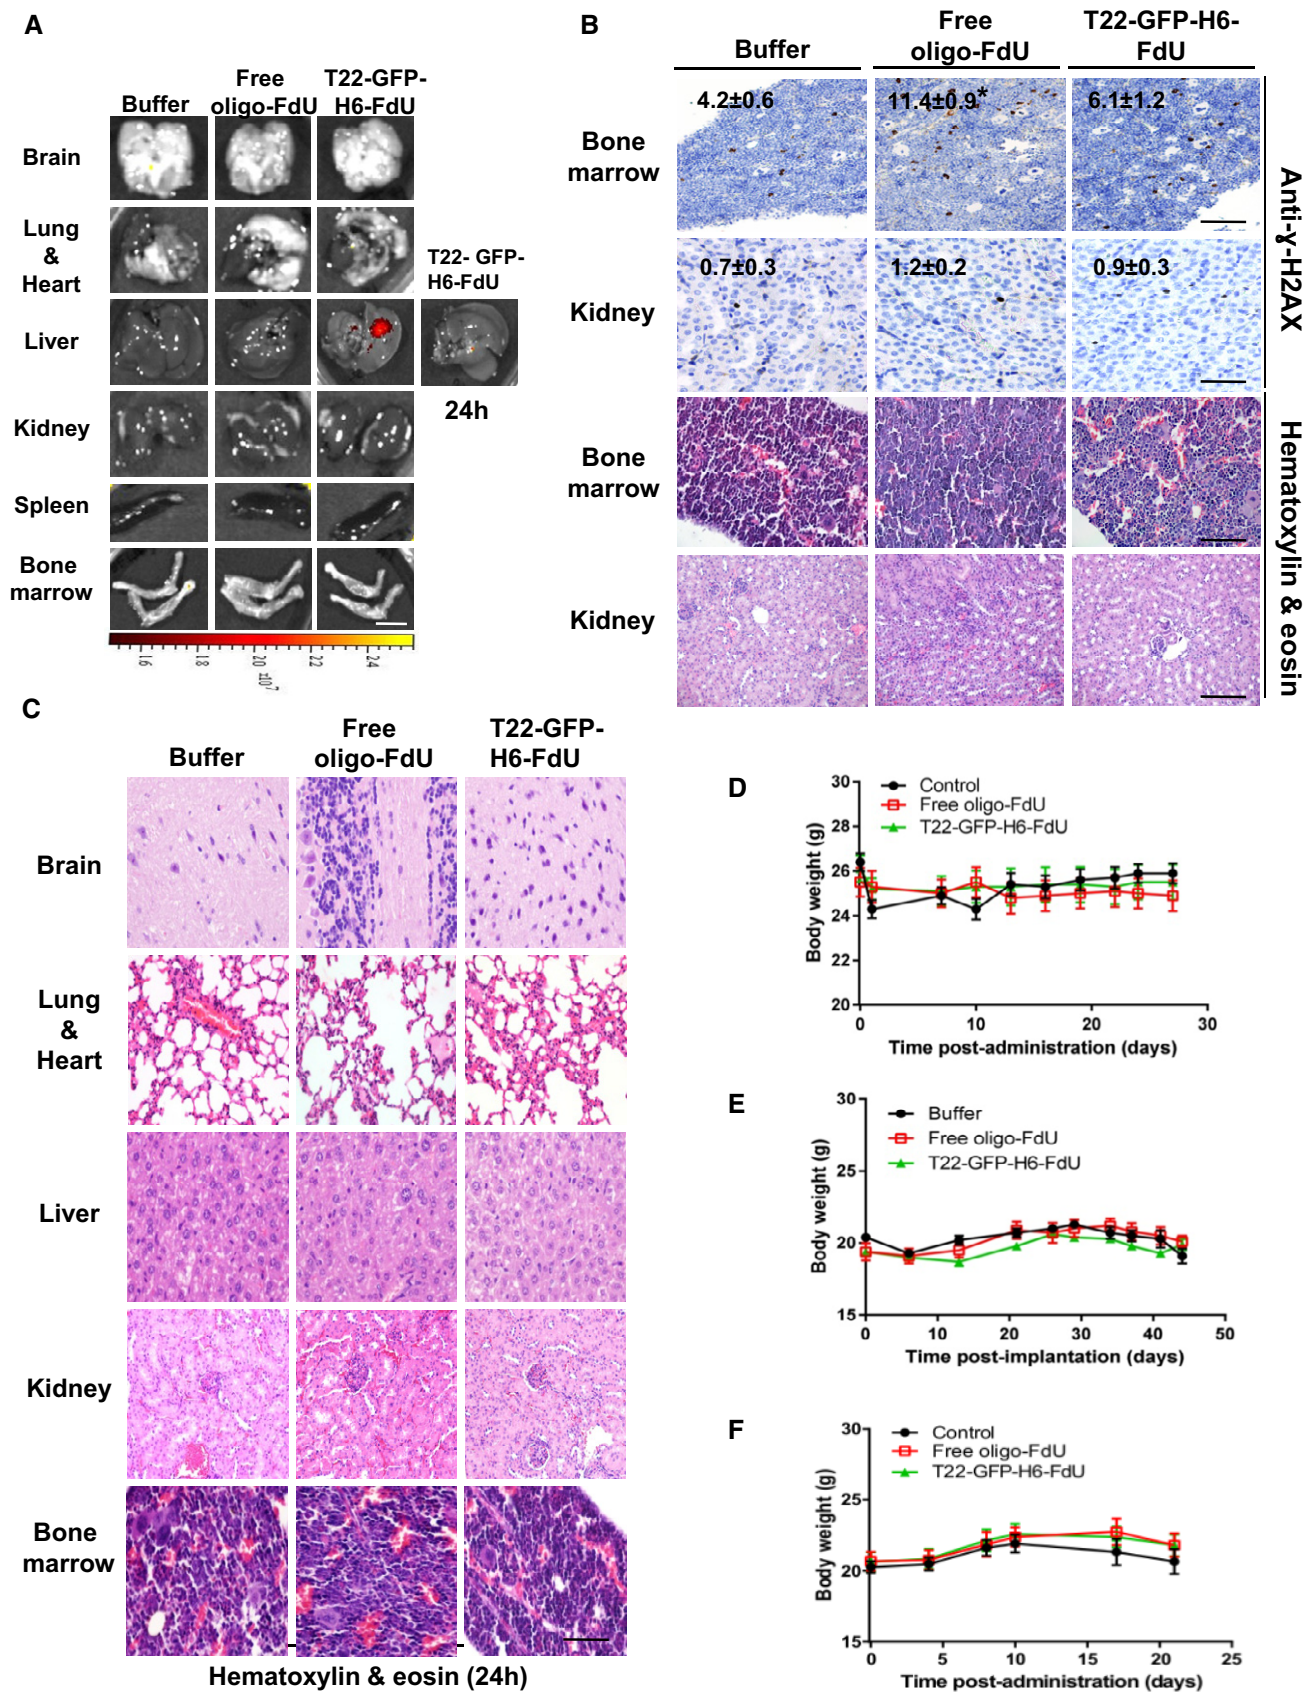 A
Buffer
Free
oligo-FdU
T22-GFP-
H6-FdU
Brain
Lung
&
Heart
T22- GFP-
H6-FdU
Liver
24h
Kidney
Spleen
Bone
marrow
16
18
20
22
24
x10⁷
B
Buffer
Free
oligo-FdU
T22-GFP-H6-
FdU
Bone
marrow
4.2±0.6
11.4±0.9*
6.1±1.2
Kidney
0.7±0.3
1.2±0.2
0.9±0.3
Anti-ɣ-H2AX
Bone
marrow
Kidney
Hematoxylin & eosin
C
Buffer
Free
oligo-FdU
T22-GFP-
H6-FdU
Brain
Lung
&
Heart
Liver
Kidney
Bone
marrow
Hematoxylin & eosin (24h)
D
Control
Free oligo-FdU
T22-GFP-H6-FdU
Body weight (g)
30
28
26
24
22
20
0 10 20 30
Time post-administration (days)
E
Buffer
Free oligo-FdU
T22-GFP-H6-FdU
Body weight (g)
30
25
20
15
0 10 20 30 40 50
Time post-implantation (days)
F
Control
Free oligo-FdU
T22-GFP-H6-FdU
Body weight (g)
30
25
20
15
0 5 10 15 20 25
Time post-administration (days)